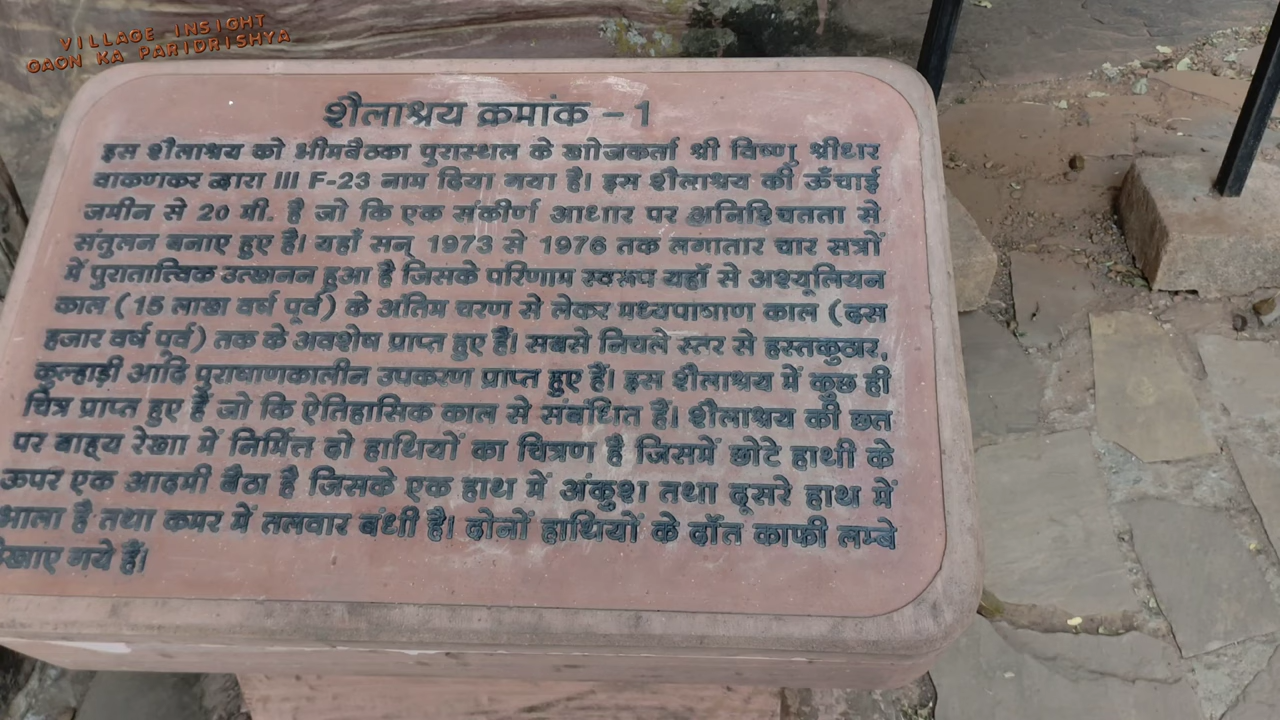 VILLAGE INSIGHT
GAON KA PARIDRISHYA
शैलाश्रय क्रमांक – 1
इस शैलाश्रय को भीमबैठका पुरास्थल के खोजकर्ता श्री विष्णु श्रीधर
वाकणकर द्वारा III F-23 नाम दिया गया है। इस शैलाश्रय की ऊँचाई
जमीन से 20 मी. है जो कि एक संकीर्ण आधार पर अनिश्चितता से
संतुलन बनाए हुए है। यहाँ सन् 1973 से 1976 तक लगातार चार सत्रों
में पुरातात्त्विक उत्खनन हुआ है जिसके परिणाम स्वरूप यहाँ से अश्यूलियन
काल (15 लाख वर्ष पूर्व) के अंतिम चरण से लेकर मध्यपाषाण काल (दस
हजार वर्ष पूर्व) तक के अवशेष प्राप्त हुए हैं। सबसे निचले स्तर से हस्तकुठार,
कुल्हाड़ी आदि पुराषाणकालीन उपकरण प्राप्त हुए हैं। इस शैलाश्रय में कुछ ही
चित्र प्राप्त हुए हैं जो कि ऐतिहासिक काल से संबंधित हैं। शैलाश्रय की छत
पर बाह्य रेखा में निर्मित दो हाथियों का चित्रण है जिसमें छोटे हाथी के
ऊपर एक आदमी बैठा है जिसके एक हाथ में अंकुश तथा दूसरे हाथ में
भाला है तथा कमर में तलवार बंधी है। दोनों हाथियों के दाँत काफी लम्बे
दिखाए गये हैं।